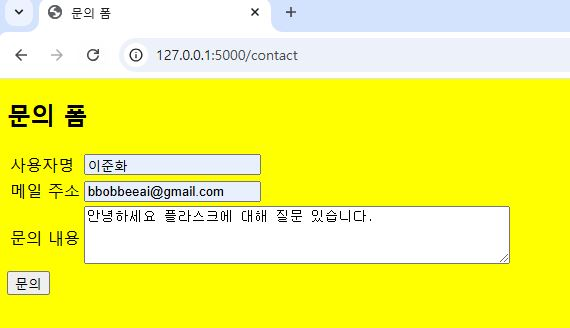 문의 폼
127.0.0.1:5000/contact
문의 폼
사용자명 이준화
메일 주소 bbobbeeai@gmail.com
문의 내용 안녕하세요 플라스크에 대해 질문 있습니다.
문의